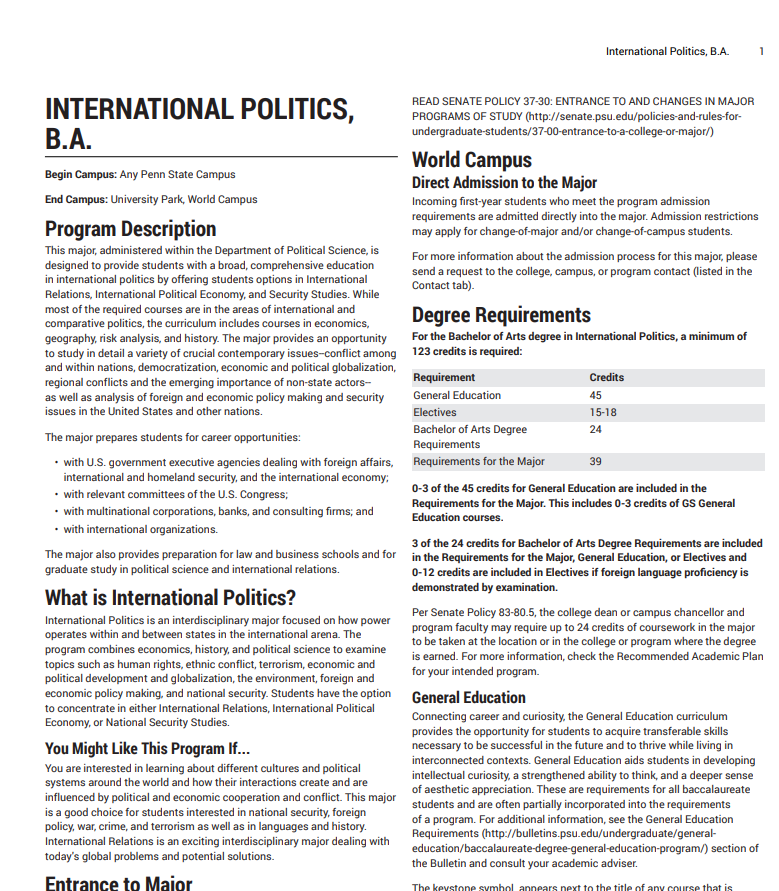 International Politics, B.A. 1
INTERNATIONAL POLITICS,
B.A.
Begin Campus: Any Penn State Campus
End Campus: University Park, World Campus
Program Description
This major, administered within the Department of Political Science, is
designed to provide students with a broad, comprehensive education
in international politics by offering students options in International
Relations, International Political Economy, and Security Studies. While
most of the required courses are in the areas of international and
comparative politics, the curriculum includes courses in economics,
geography, risk analysis, and history. The major provides an opportunity
to study in detail a variety of crucial contemporary issues--conflict among
and within nations, democratization, economic and political globalization,
regional conflicts and the emerging importance of non-state actors--
as well as analysis of foreign and economic policy making and security
issues in the United States and other nations.
The major prepares students for career opportunities:
• with U.S. government executive agencies dealing with foreign affairs,
international and homeland security, and the international economy;
• with relevant committees of the U.S. Congress;
• with multinational corporations, banks, and consulting firms; and
• with international organizations.
The major also provides preparation for law and business schools and for
graduate study in political science and international relations.
What is International Politics?
International Politics is an interdisciplinary major focused on how power
operates within and between states in the international arena. The
program combines economics, history, and political science to examine
topics such as human rights, ethnic conflict, terrorism, economic and
political development and globalization, the environment, foreign and
economic policy making, and national security. Students have the option
to concentrate in either International Relations, International Political
Economy, or National Security Studies.
You Might Like This Program If...
You are interested in learning about different cultures and political
systems around the world and how their interactions create and are
influenced by political and economic cooperation and conflict. This major
is a good choice for students interested in national security, foreign
policy, war, crime, and terrorism as well as in languages and history.
International Relations is an exciting interdisciplinary major dealing with
today's global problems and potential solutions.
Entrance to Major
READ SENATE POLICY 37-30: ENTRANCE TO AND CHANGES IN MAJOR
PROGRAMS OF STUDY (http://senate.psu.edu/policies-and-rules-for-
undergraduate-students/37-00-entrance-to-a-college-or-major/)
World Campus
Direct Admission to the Major
Incoming first-year students who meet the program admission
requirements are admitted directly into the major. Admission restrictions
may apply for change-of-major and/or change-of-campus students.
For more information about the admission process for this major, please
send a request to the college, campus, or program contact (listed in the
Contact tab).
Degree Requirements
For the Bachelor of Arts degree in International Politics, a minimum of
123 credits is required:
Requirement Credits
General Education 45
Electives 15-18
Bachelor of Arts Degree
Requirements 24
Requirements for the Major 39
0-3 of the 45 credits for General Education are included in the
Requirements for the Major. This includes 0-3 credits of GS General
Education courses.
3 of the 24 credits for Bachelor of Arts Degree Requirements are included
in the Requirements for the Major, General Education, or Electives and
0-12 credits are included in Electives if foreign language proficiency is
demonstrated by examination.
Per Senate Policy 83-80.5, the college dean or campus chancellor and
program faculty may require up to 24 credits of coursework in the major
to be taken at the location or in the college or program where the degree
is earned. For more information, check the Recommended Academic Plan
for your intended program.
General Education
Connecting career and curiosity, the General Education curriculum
provides the opportunity for students to acquire transferable skills
necessary to be successful in the future and to thrive while living in
interconnected contexts. General Education aids students in developing
intellectual curiosity, a strengthened ability to think, and a deeper sense
of aesthetic appreciation. These are requirements for all baccalaureate
students and are often partially incorporated into the requirements
of a program. For additional information, see the General Education
Requirements (http://bulletins.psu.edu/undergraduate/general-
education/baccalaureate-degree-general-education-program/) section of
the Bulletin and consult your academic adviser.
The keystone symbol appears next to the title of any course that is